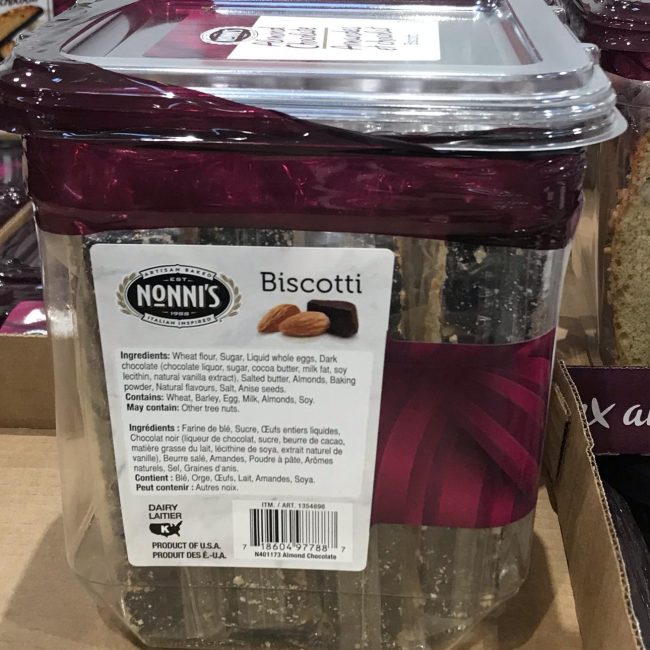 Almond
Chocolate
Biscotti
ARTISAN BAKED
EST
NONNI'S
1988
ITALIAN INSPIRED
Biscotti
Ingredients: Wheat flour, Sugar, Liquid whole eggs, Dark
chocolate (chocolate liquor, sugar, cocoa butter, milk fat, soy
lecithin, natural vanilla extract), Salted butter, Almonds, Baking
powder, Natural flavours, Salt, Anise seeds.
Contains: Wheat, Barley, Egg, Milk, Almonds, Soy.
May contain: Other tree nuts.
Ingrédients : Farine de blé, Sucre, Œufs entiers liquides,
Chocolat noir (liqueur de chocolat, sucre, beurre de cacao,
matière grasse du lait, lécithine de soya, extrait naturel de
vanille), Beurre salé, Amandes, Poudre à pâte, Arômes
naturels, Sel, Graines d'anis.
Contient : Blé, Orge, Œufs, Lait, Amandes, Soya.
Peut contenir : Autres noix.
DAIRY
LAITIER
K
PRODUCT OF U.S.A.
PRODUIT DES É.-U.A.
ITM. / ART. 1354696
7 18604 97788 7
N401173 Almond Chocolate